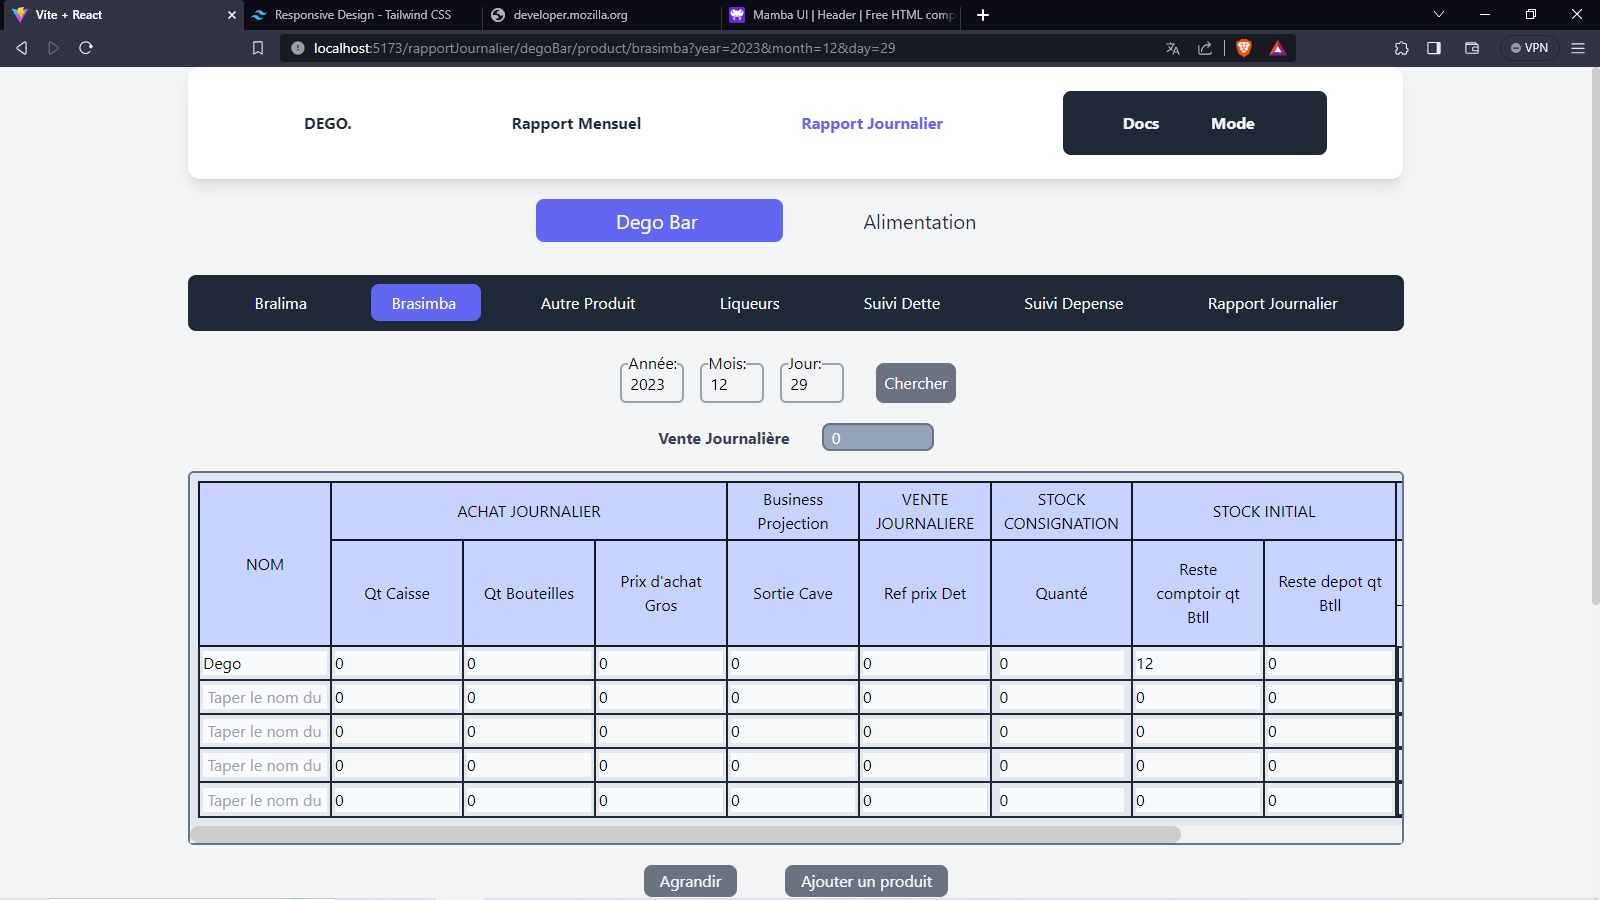 Vite + React
Responsive Design - Tailwind CSS
developer.mozilla.org
Mamba UI | Header | Free HTML comp
localhost:5173/rapportJournalier/degoBar/product/brasimba?year=2023&month=12&day=29
VPN
DEGO.
Rapport Mensuel
Rapport Journalier
Docs
Mode
Dego Bar
Alimentation
Bralima
Brasimba
Autre Produit
Liqueurs
Suivi Dette
Suivi Depense
Rapport Journalier
Année:
2023
Mois:
12
Jour:
29
Chercher
Vente Journalière
0
NOM
ACHAT JOURNALIER
Business
Projection
VENTE
JOURNALIERE
STOCK
CONSIGNATION
STOCK INITIAL
Qt Caisse
Qt Bouteilles
Prix d'achat
Gros
Sortie Cave
Ref prix Det
Quanté
Reste
comptoir qt
Btll
Reste depot qt
Btll
Dego 0 0 0 0 0 0 12 0
Taper le nom du 0 0 0 0 0 0 0 0
Taper le nom du 0 0 0 0 0 0 0 0
Taper le nom du 0 0 0 0 0 0 0 0
Taper le nom du 0 0 0 0 0 0 0 0
Agrandir
Ajouter un produit